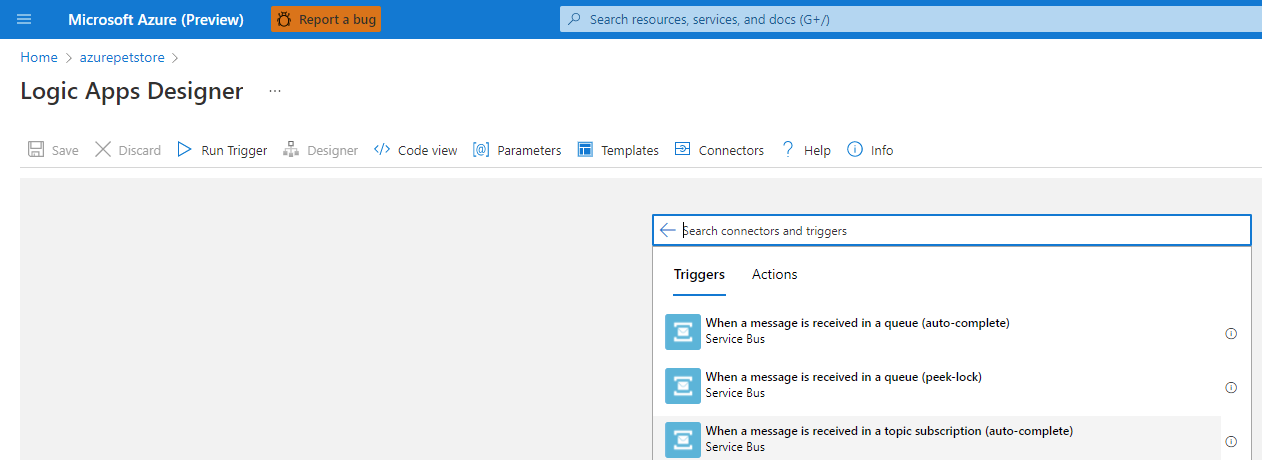 Microsoft Azure (Preview) Report a bug Search resources, services, and docs (G+/)
Home > azurepetstore >
Logic Apps Designer ...
Save Discard Run Trigger Designer </> Code view [@] Parameters Templates Connectors ? Help Info
Search connectors and triggers
Triggers Actions
When a message is received in a queue (auto-complete)
Service Bus
When a message is received in a queue (peek-lock)
Service Bus
When a message is received in a topic subscription (auto-complete)
Service Bus